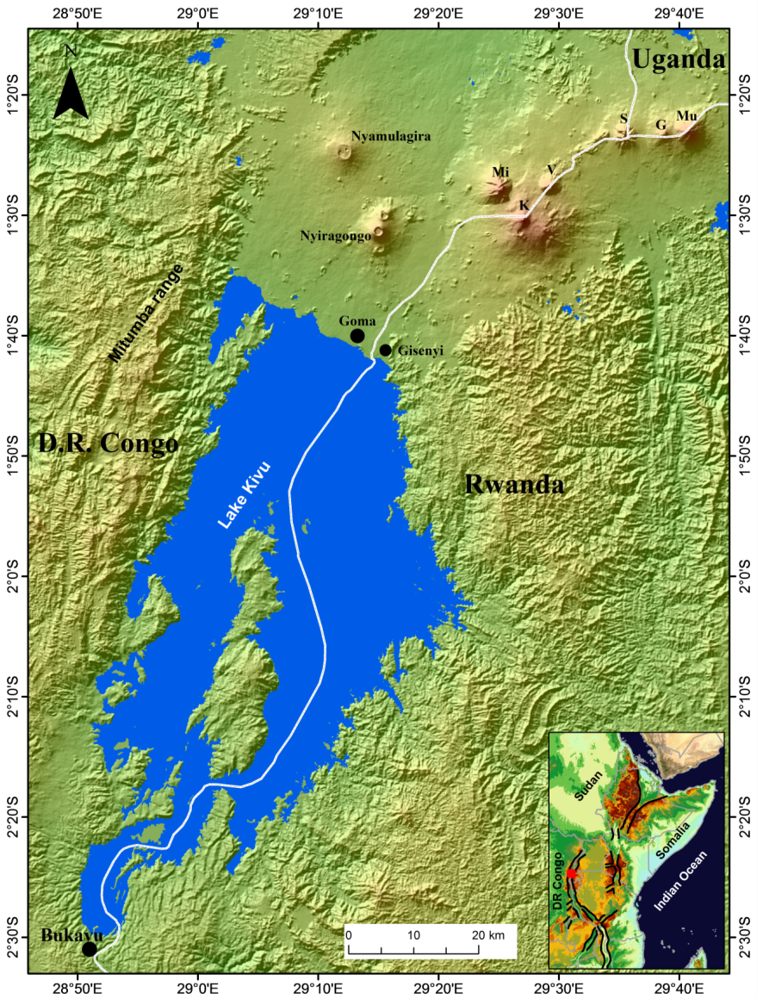 28°50'E 29°0'E 29°10'E 29°20'E 29°30'E 29°40'E
N
Uganda
1°20'S 1°20'S
S
G
Mu
Nyamulagira
Mi
V
K
1°30'S 1°30'S
Nyiragongo
Mitumba range
Goma
1°40'S 1°40'S
Gisenyi
D.R. Congo
1°50'S 1°50'S
Lake Kivu
Rwanda
2°0'S 2°0'S
2°10'S 2°10'S
Sudan
Somalia
2°20'S 2°20'S
DR Congo
Indian Ocean
Bukavu
2°30'S 2°30'S
0 10 20 km
28°50'E 29°0'E 29°10'E 29°20'E 29°30'E 29°40'E